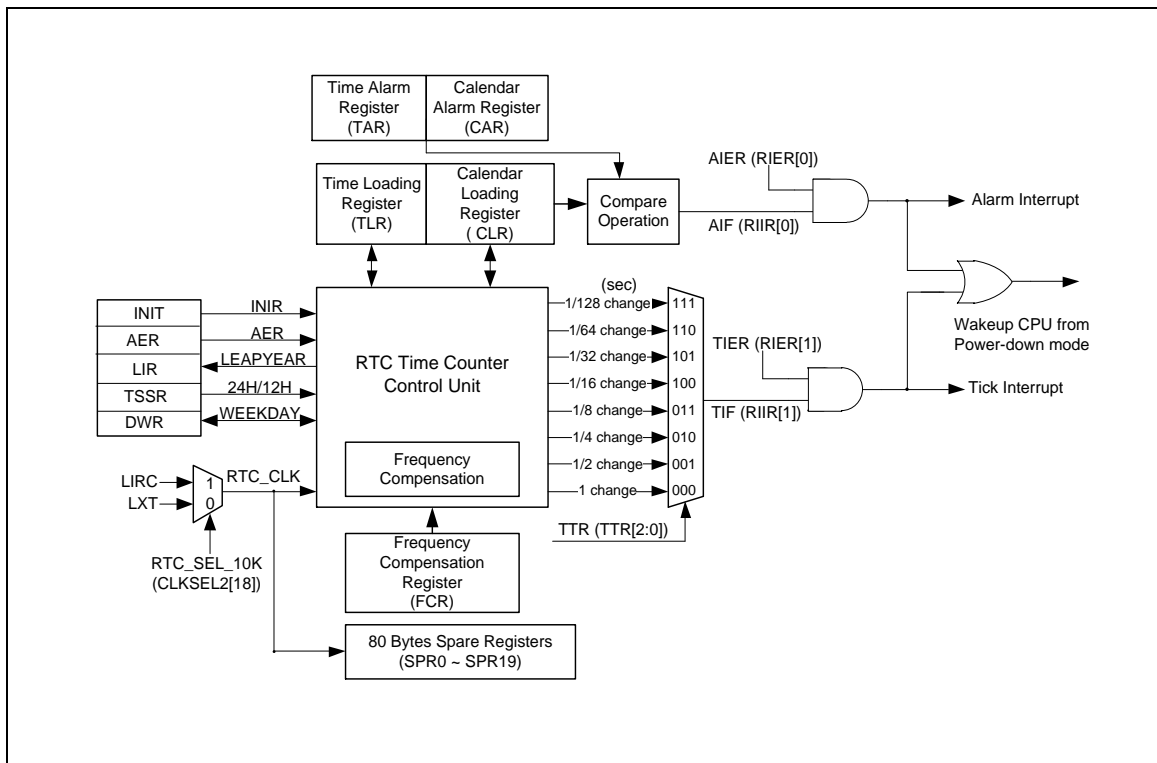 Time Alarm
Register
(TAR)
Calendar
Alarm Register
(CAR)
Time Loading
Register
(TLR)
Calendar
Loading
Register
( CLR)
Compare
Operation
AIER (RIER[0])
AIF (RIIR[0])
Alarm Interrupt
INIT
AER
LIR
TSSR
DWR
INIR
AER
LEAPYEAR
24H/12H
WEEKDAY
RTC Time Counter
Control Unit
Frequency
Compensation
(sec)
1/128 change
1/64 change
1/32 change
1/16 change
1/8 change
1/4 change
1/2 change
1 change
111
110
101
100
011
010
001
000
TIER (RIER[1])
TIF (RIIR[1])
Wakeup CPU from
Power-down mode
Tick Interrupt
LIRC
LXT
1
0
RTC_CLK
RTC_SEL_10K
(CLKSEL2[18])
TTR (TTR[2:0])
Frequency
Compensation
Register
(FCR)
80 Bytes Spare Registers
(SPR0 ~ SPR19)